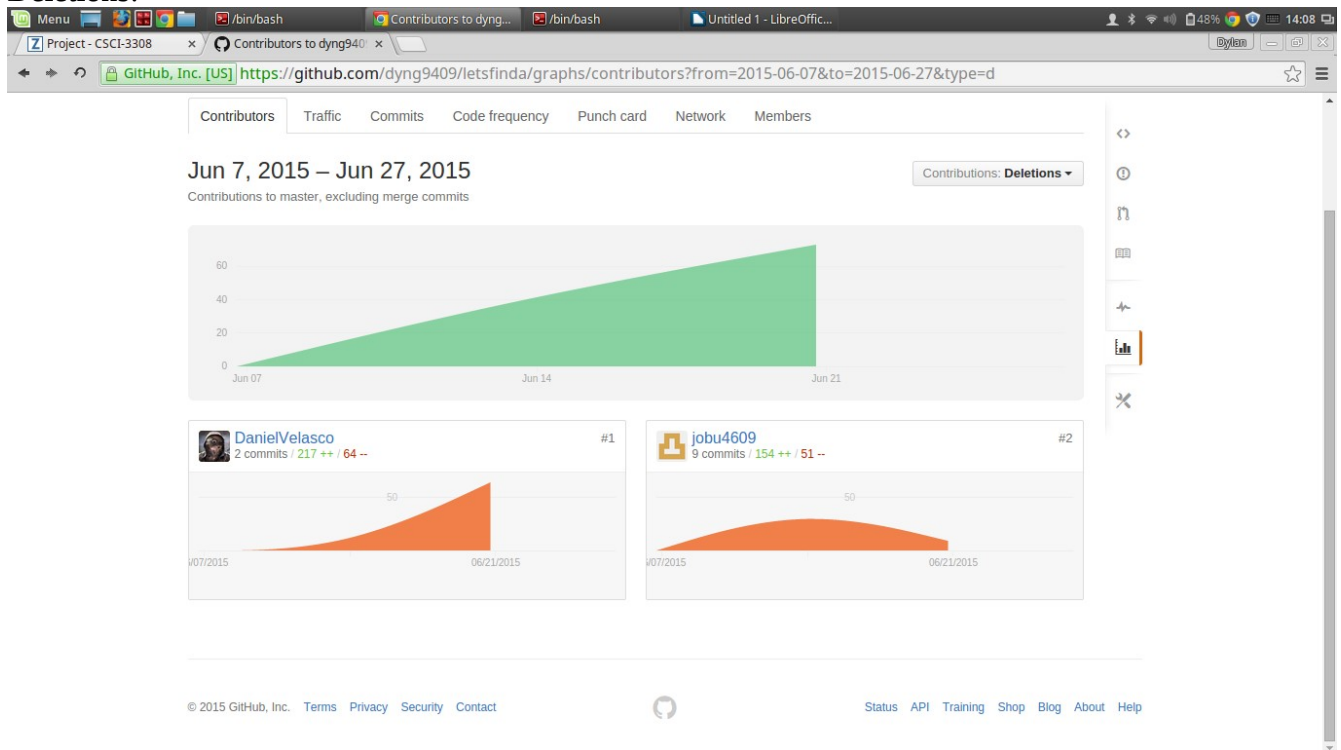 Deletions:
Menu /bin/bash Contributors to dyng... /bin/bash Untitled 1 - LibreOffic... 48% 14:08
Project - CSCI-3308 × Contributors to dyng940 × Dylan
GitHub, Inc. [US] https://github.com/dyng9409/letsfinda/graphs/contributors?from=2015-06-07&to=2015-06-27&type=d
Contributors Traffic Commits Code frequency Punch card Network Members
Jun 7, 2015 – Jun 27, 2015
Contributions: Deletions
Contributions to master, excluding merge commits
60
40
20
0
Jun 07 Jun 14 Jun 21
DanielVelasco #1
2 commits / 217 ++ / 64 --
50
/07/2015 06/21/2015
jobu4609 #2
9 commits / 154 ++ / 51 --
50
/07/2015 06/21/2015
© 2015 GitHub, Inc. Terms Privacy Security Contact
Status API Training Shop Blog About Help